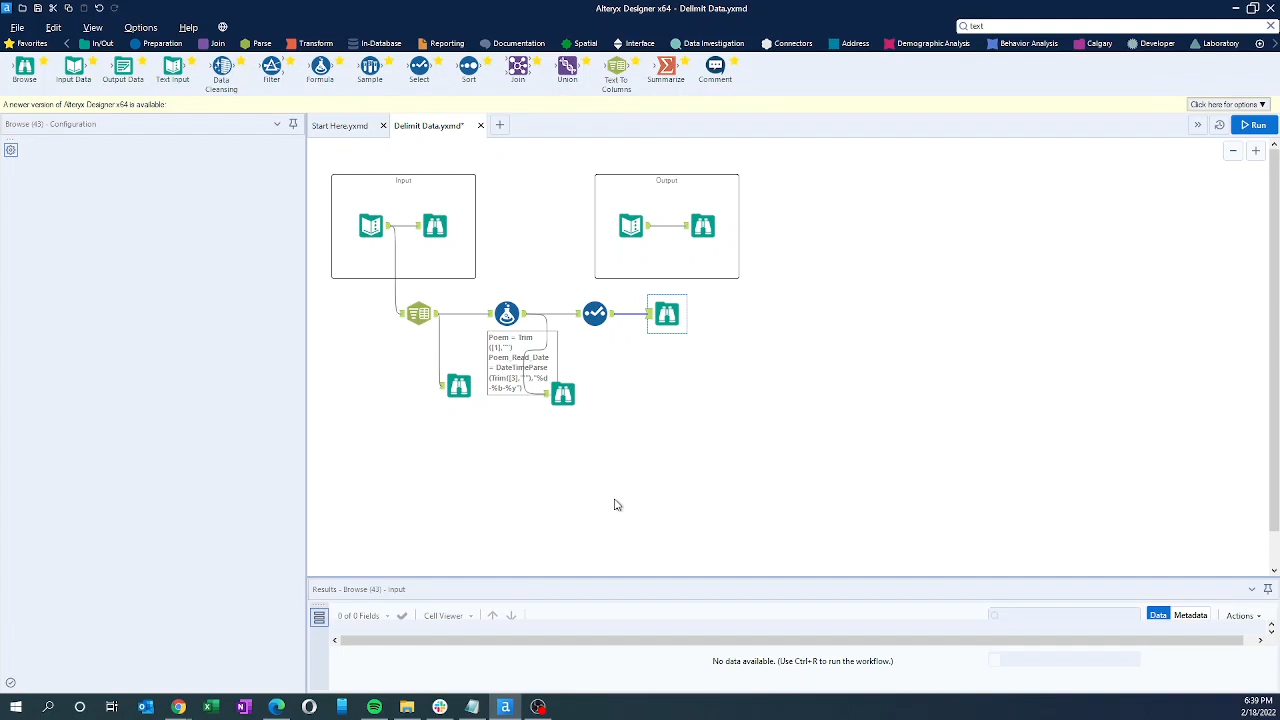 Alteryx Designer x64 - Delimit Data.yxmd
File Edit View Options Help
text
Favorites In/Out Preparation Join Parse Transform In-Database Reporting Documentation Spatial Interface Data Investigation Connectors Address Demographic Analysis Behavior Analysis Calgary Developer Laboratory
Browse Input Data Output Data Text Input Data Cleansing Filter Formula Sample Select Sort Join Union Text To Columns Summarize Comment
A newer version of Alteryx Designer x64 is available:
Click here for options ▼
Browse (43) - Configuration
Start Here.yxmd
Delimit Data.yxmd*
Run
Input
Output
Poem = Trim
([1],'"')
Poem_Read_Date
= DateTimeParse
(Trim([3],'"'),"%d
-%b-%y")
Results - Browse (43) - Input
0 of 0 Fields
Cell Viewer
Data
Metadata
Actions
No data available. (Use Ctrl+R to run the workflow.)
6:39 PM
2/18/2022